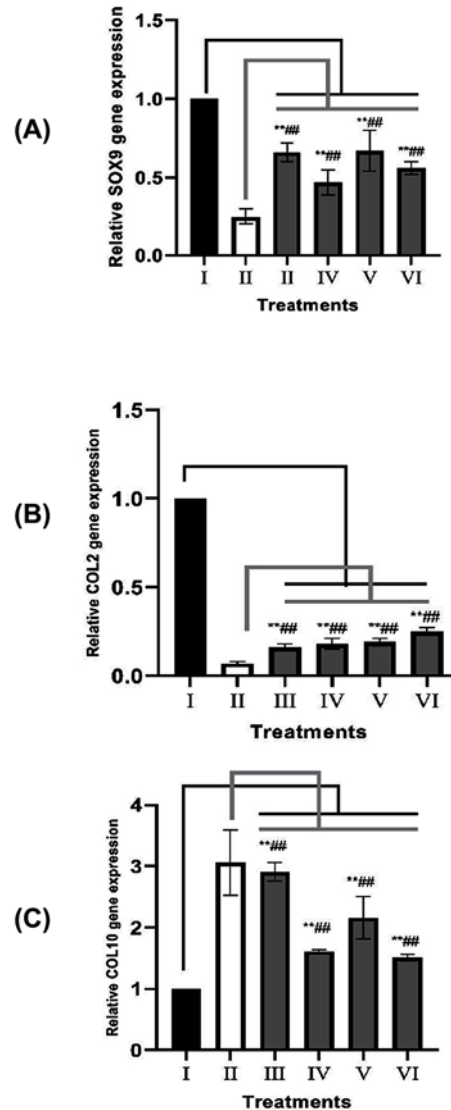 (A)
Relative SOX9 gene expression
1.5
1.0
0.5
0.0
**## **## **## **##
I II II IV V VI
Treatments
(B)
Relative COL2 gene expression
1.5
1.0
0.5
0.0
**## **## **## **##
I II III IV V VI
Treatments
(C)
Relative COL10 gene expression
4
3
2
1
0
**## **## **## **##
I II III IV V VI
Treatments